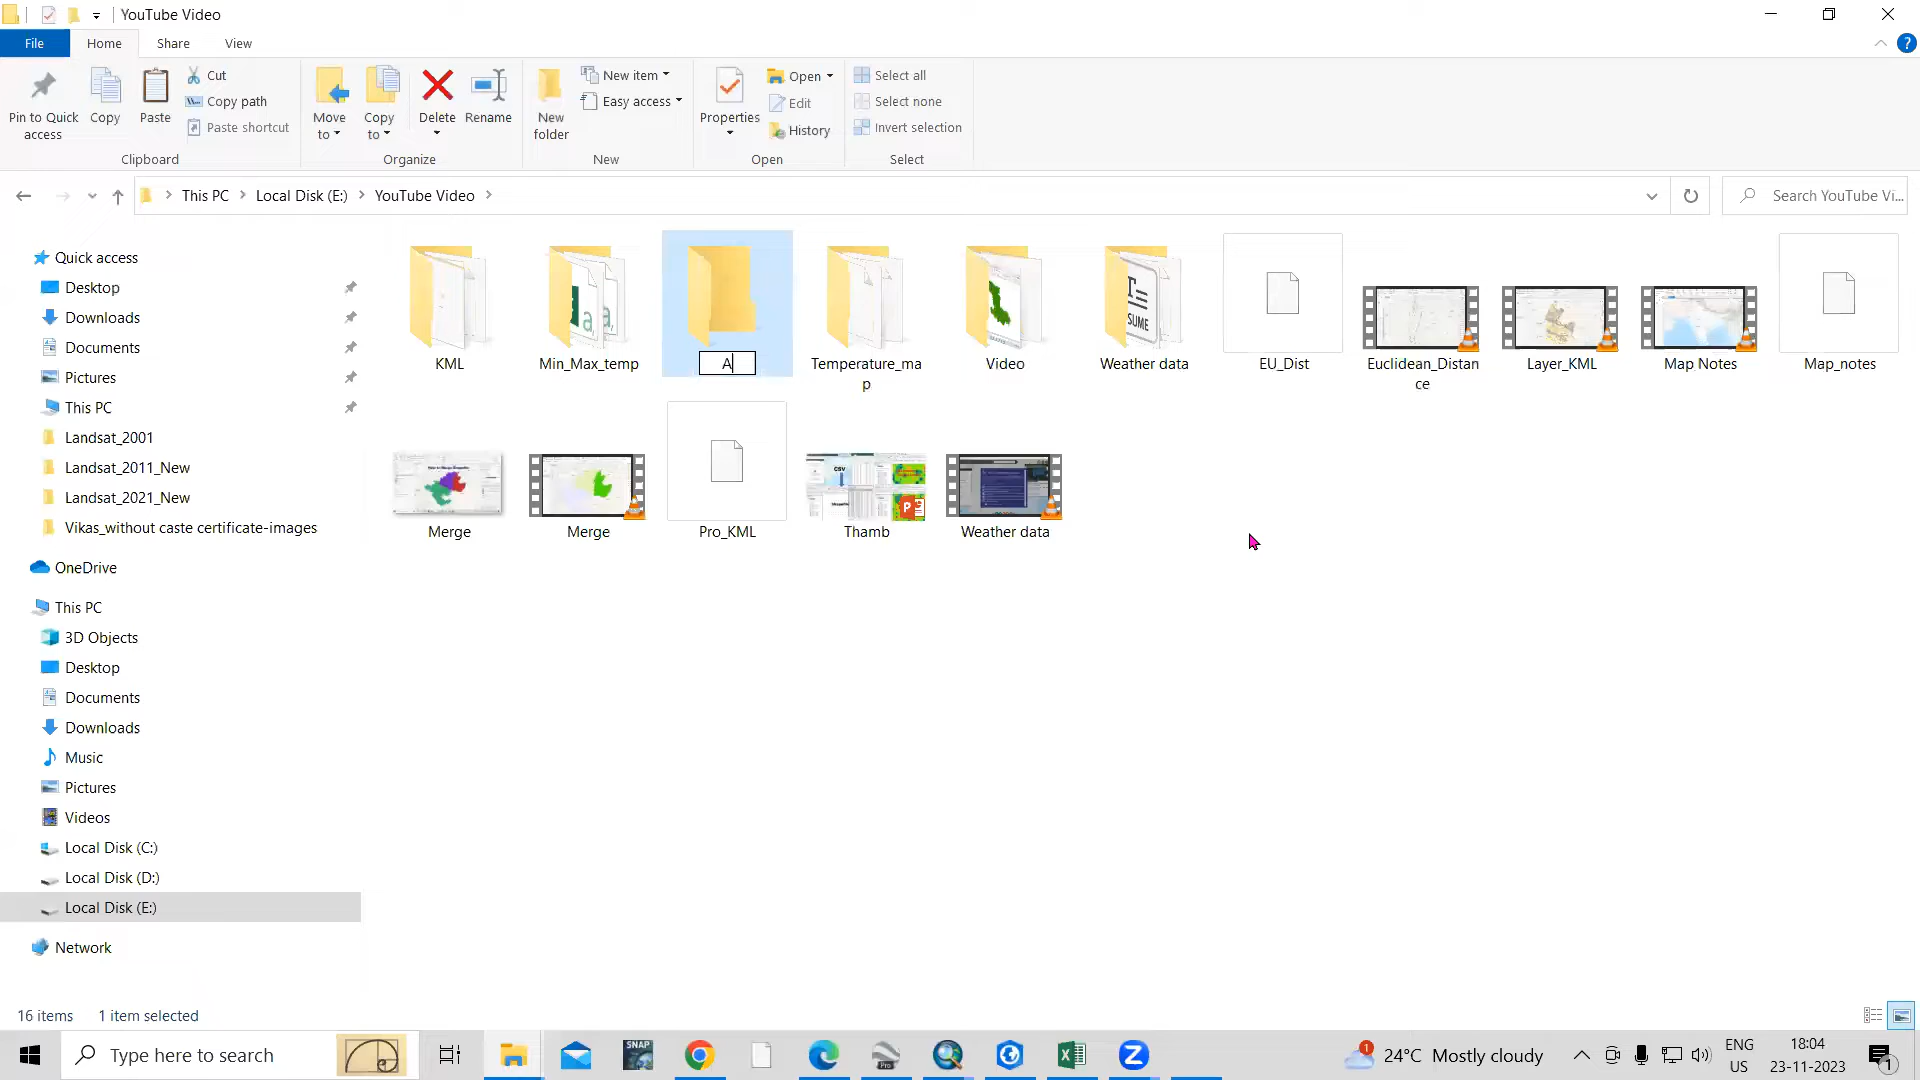 YouTube Video
File Home Share View
Pin to Quick access
Copy
Paste
Cut
Copy path
Paste shortcut
Clipboard
Move to
Copy to
Delete
Rename
Organize
New folder
New item
Easy access
New
Properties
Open
Edit
History
Open
Select all
Select none
Invert selection
Select
This PC Local Disk (E:) YouTube Video
Search YouTube Vi...
Quick access
Desktop
Downloads
Documents
Pictures
This PC
Landsat_2001
Landsat_2011_New
Landsat_2021_New
Vikas_without caste certificate-images
OneDrive
This PC
3D Objects
Desktop
Documents
Downloads
Music
Pictures
Videos
Local Disk (C:)
Local Disk (D:)
Local Disk (E:)
Network
KML
Min_Max_temp
A
Temperature_ma
p
Video
Weather data
EU_Dist
Euclidean_Distan
ce
Layer_KML
Map Notes
Map_notes
Merge
Merge
Pro_KML
Thamb
Weather data
16 items 1 item selected
Type here to search
24°C Mostly cloudy
ENG
US
18:04
23-11-2023
1